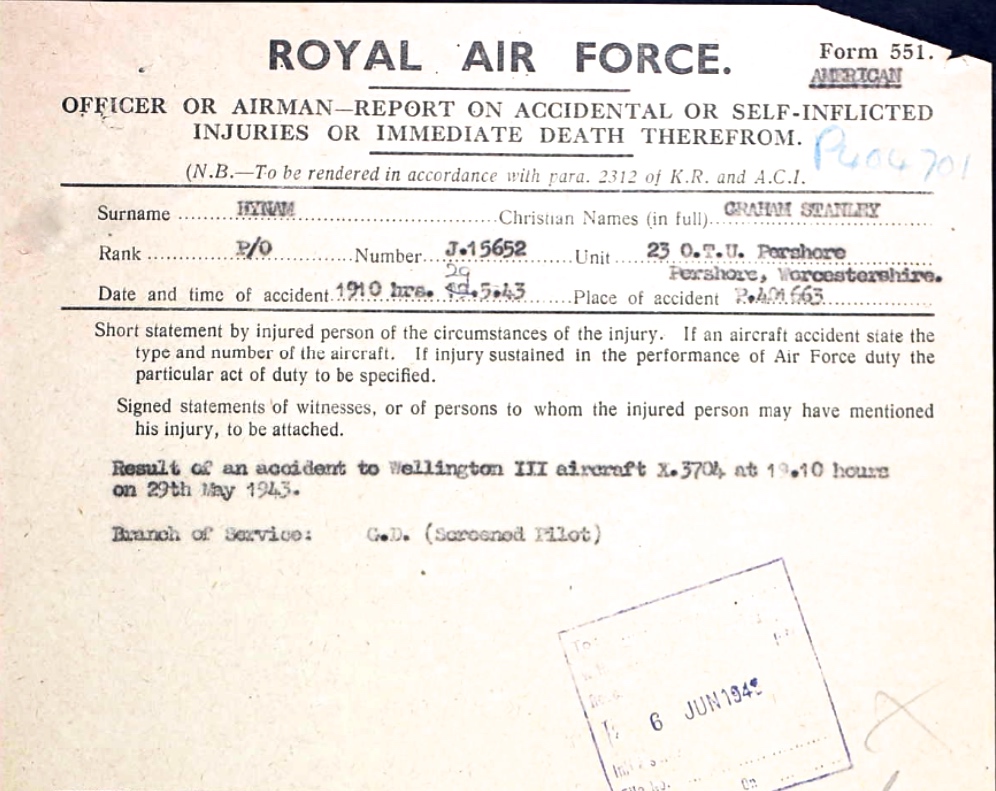 ROYAL AIR FORCE.
Form 551.
AMERICAN
OFFICER OR AIRMAN—REPORT ON ACCIDENTAL OR SELF-INFLICTED
INJURIES OR IMMEDIATE DEATH THEREFROM.
P404701
(N.B.—To be rendered in accordance with para. 2312 of K.R. and A.C.I.
Surname HYNAM Christian Names (in full) GRAHAM STANLEY
Rank P/O Number J.15652 Unit 23 O.T.U. Pershore
Pershore, Worcestershire.
29
Date and time of accident 1910 hrs. .5.43 Place of accident
Short statement by injured person of the circumstances of the injury. If an aircraft accident state the
type and number of the aircraft. If injury sustained in the performance of Air Force duty the
particular act of duty to be specified.
Signed statements of witnesses, or of persons to whom the injured person may have mentioned
his injury, to be attached.
Result of an accident to Wellington III aircraft X.3704 at 19.10 hours
on 29th May 1943.
Branch of Service: G.D. (Screened Pilot)
6 JUN 194